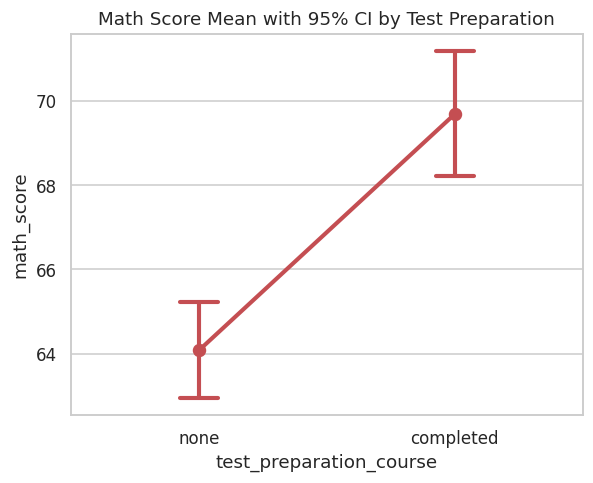 Math Score Mean with 95% CI by Test Preparation
math_score
70
68
66
64
none
completed
test_preparation_course